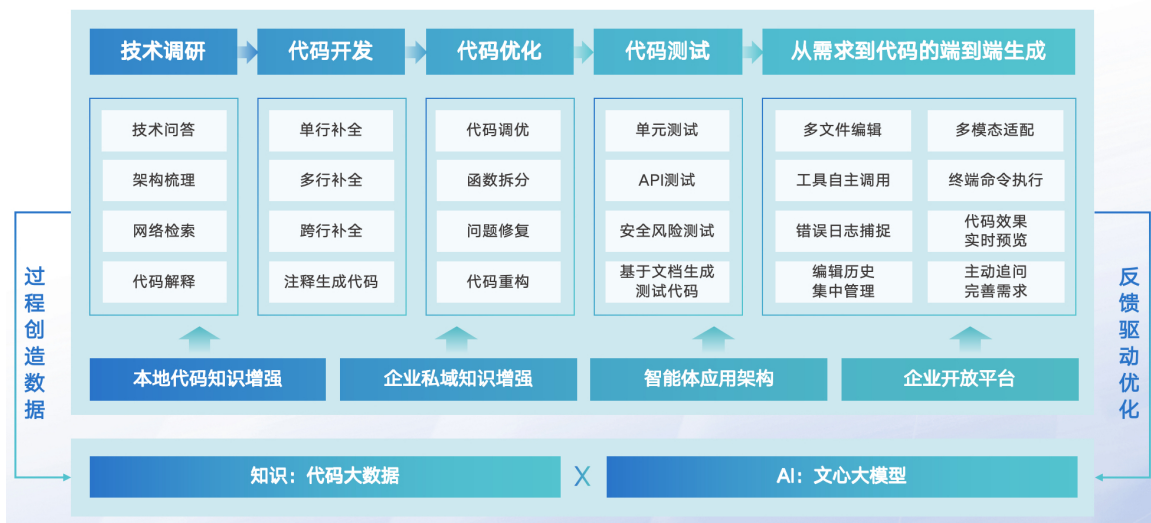 技术调研
代码开发
代码优化
代码测试
从需求到代码的端到端生成
技术问答
架构梳理
网络检索
代码解释
单行补全
多行补全
跨行补全
注释生成代码
代码调优
函数拆分
问题修复
代码重构
单元测试
API测试
安全风险测试
基于文档生成
测试代码
多文件编辑
多模态适配
工具自主调用
终端命令执行
错误日志捕捉
代码效果
实时预览
编辑历史
集中管理
主动追问
完善需求
本地代码知识增强
企业私域知识增强
智能体应用架构
企业开放平台
过程创造数据
反馈驱动优化
知识：代码大数据
X
AI：文心大模型